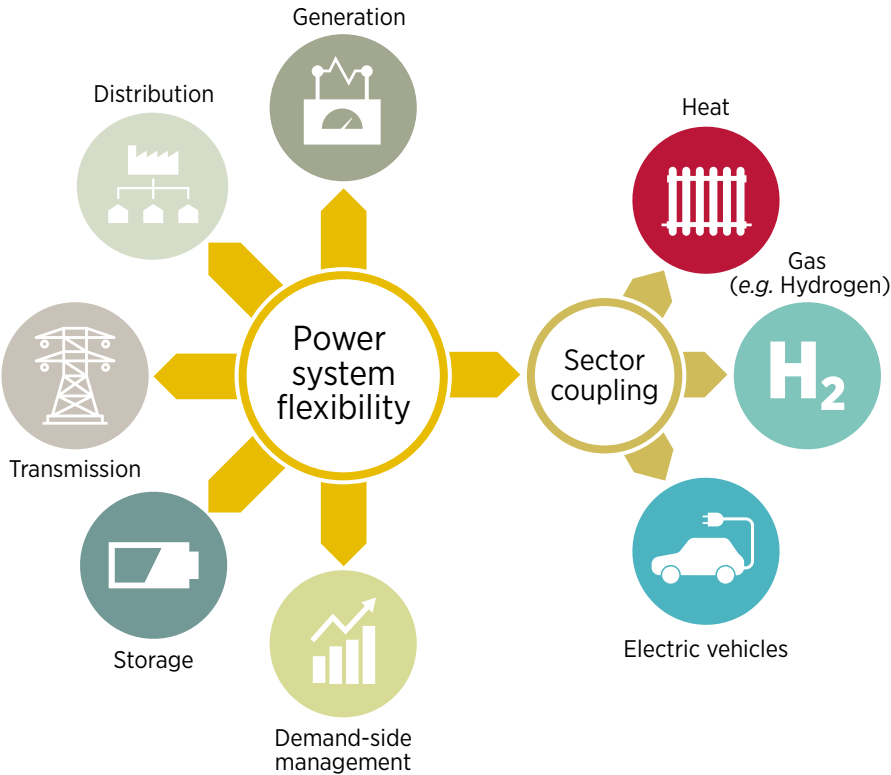 Generation
Distribution
Heat
Gas
(e.g. Hydrogen)
Power
system
flexibility
Sector
coupling
H₂
Transmission
Storage
Electric vehicles
Demand-side
management